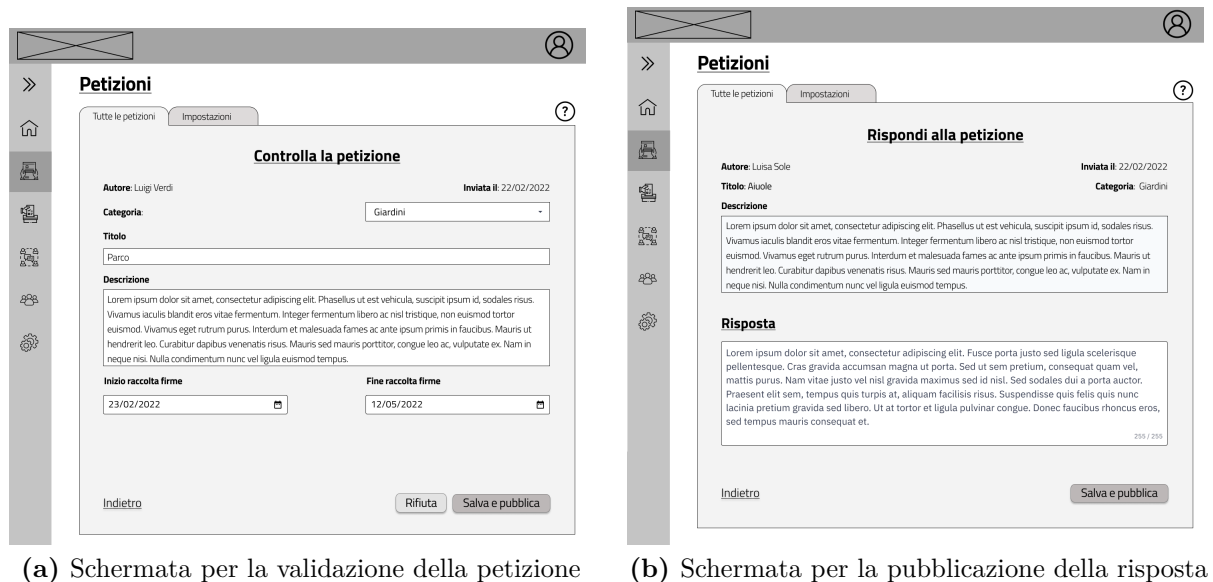 Petizioni
Tutte le petizioni Impostazioni ?
Controlla la petizione
Autore: Luigi Verdi Inviata il: 22/02/2022
Categoria: Giardini
Titolo
Parco
Descrizione
Lorem ipsum dolor sit amet, consectetur adipiscing elit. Phasellus ut est vehicula, suscipit ipsum id, sodales risus.
Vivamus iaculis blandit eros vitae fermentum. Integer fermentum libero ac nisl tristique, non euismod tortor
euismod. Vivamus eget rutrum purus. Interdum et malesuada fames ac ante ipsum primis in faucibus. Mauris ut
hendrerit leo. Curabitur dapibus venenatis risus. Mauris sed mauris porttitor, congue leo ac, vulputate ex. Nam in
neque nisi. Nulla condimentum nunc vel ligula euismod tempus.
Inizio raccolta firme Fine raccolta firme
23/02/2022 12/05/2022
Indietro Rifiuta Salva e pubblica
(a) Schermata per la validazione della petizione
Petizioni
Tutte le petizioni Impostazioni ?
Rispondi alla petizione
Autore: Luisa Sole Inviata il: 22/02/2022
Titolo: Aiuole Categoria: Giardini
Descrizione
Lorem ipsum dolor sit amet, consectetur adipiscing elit. Phasellus ut est vehicula, suscipit ipsum id, sodales risus.
Vivamus iaculis blandit eros vitae fermentum. Integer fermentum libero ac nisl tristique, non euismod tortor
euismod. Vivamus eget rutrum purus. Interdum et malesuada fames ac ante ipsum primis in faucibus. Mauris ut
hendrerit leo. Curabitur dapibus venenatis risus. Mauris sed mauris porttitor, congue leo ac, vulputate ex. Nam in
neque nisi. Nulla condimentum nunc vel ligula euismod tempus.
Risposta
Lorem ipsum dolor sit amet, consectetur adipiscing elit. Fusce porta justo sed ligula scelerisque
pellentesque. Cras gravida accumsan magna ut porta. Sed ut sem pretium, consequat quam vel,
mattis purus. Nam vitae justo vel nisl gravida maximus sed id nisl. Sed sodales dui a porta auctor.
Praesent elit sem, tempus quis turpis at, aliquam facilisis risus. Suspendisse quis felis quis nunc
lacinia pretium gravida sed libero. Ut at tortor et ligula pulvinar congue. Donec faucibus rhoncus eros,
sed tempus mauris consequat et.
255 / 255
Indietro Salva e pubblica
(b) Schermata per la pubblicazione della risposta